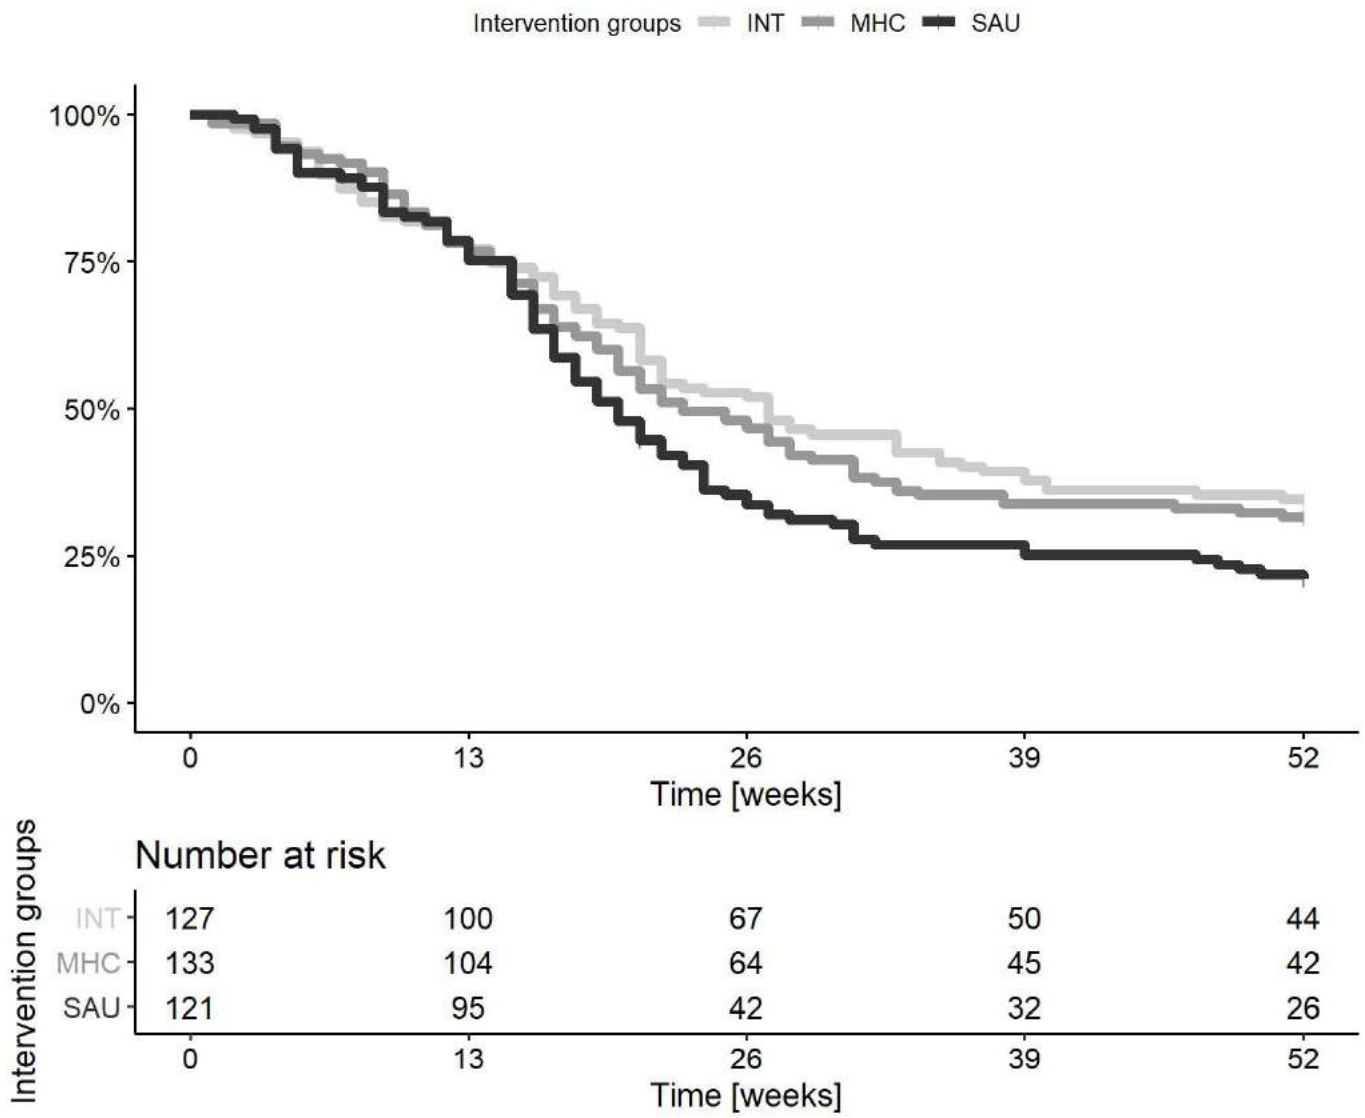 Intervention groups INT MHC SAU
100%
75%
50%
25%
0%
0 13 26 39 52
Time [weeks]
Number at risk
Intervention groups
INT 127 100 67 50 44
MHC 133 104 64 45 42
SAU 121 95 42 32 26
0 13 26 39 52
Time [weeks]